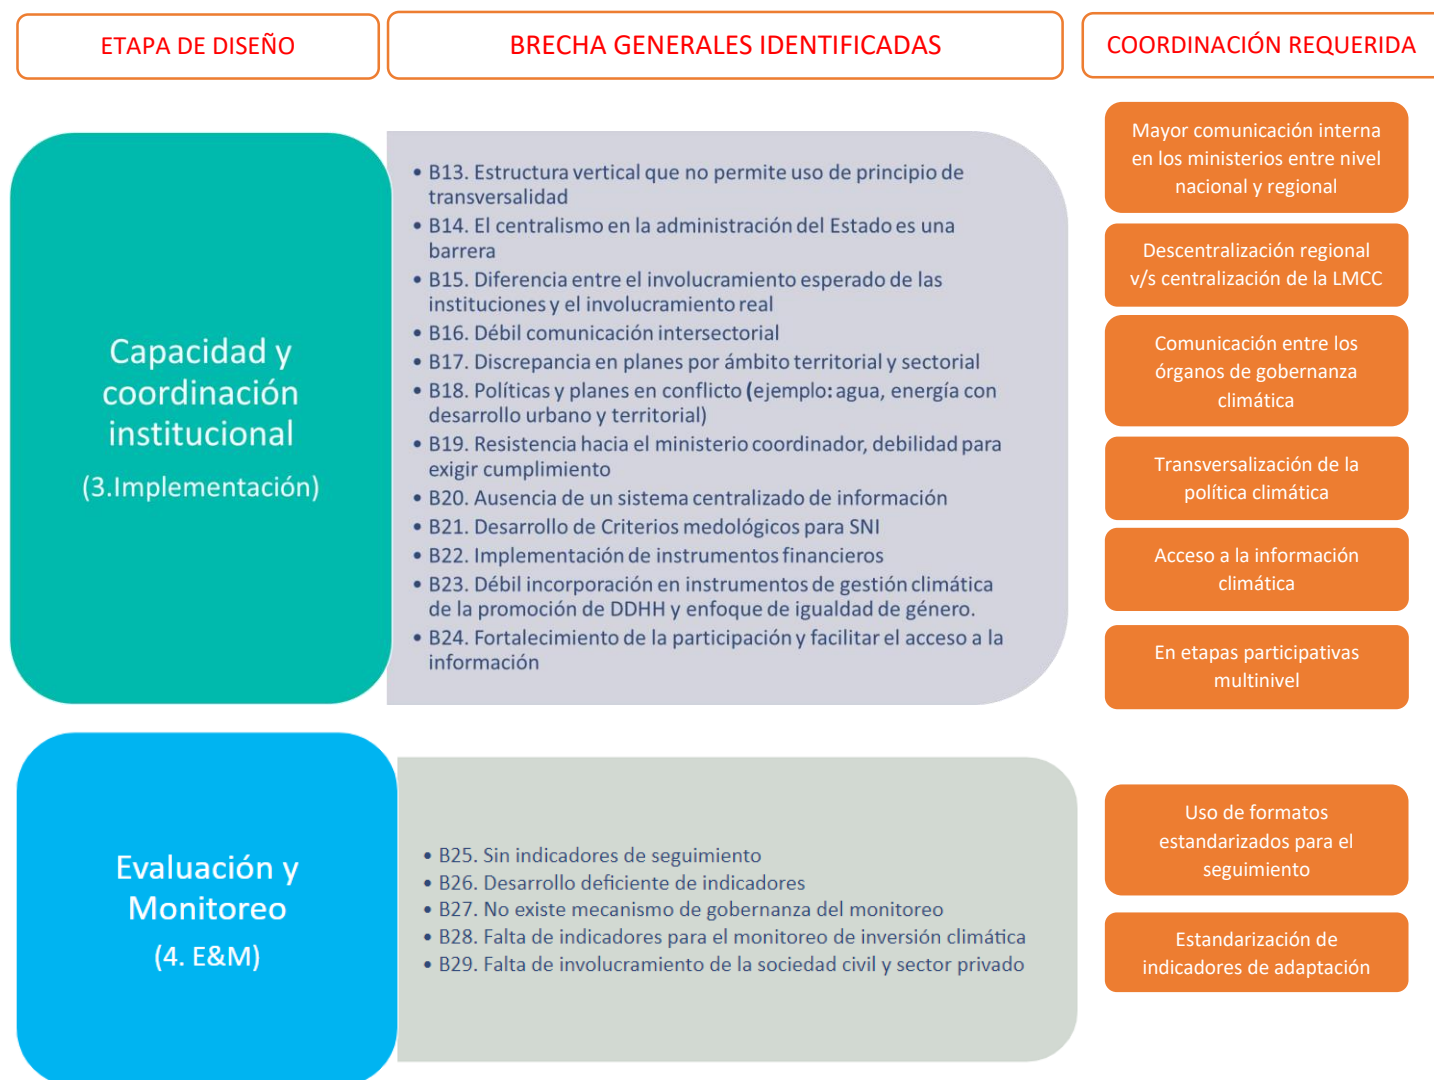 ETAPA DE DISEÑO
BRECHA GENERALES IDENTIFICADAS
COORDINACIÓN REQUERIDA
Capacidad y
coordinación
institucional
(3.Implementación)
• B13. Estructura vertical que no permite uso de principio de
transversalidad
• B14. El centralismo en la administración del Estado es una
barrera
• B15. Diferencia entre el involucramiento esperado de las
instituciones y el involucramiento real
• B16. Débil comunicación intersectorial
• B17. Discrepancia en planes por ámbito territorial y sectorial
• B18. Políticas y planes en conflicto (ejemplo: agua, energía con
desarrollo urbano y territorial)
• B19. Resistencia hacia el ministerio coordinador, debilidad para
exigir cumplimiento
• B20. Ausencia de un sistema centralizado de información
• B21. Desarrollo de Criterios medológicos para SNI
• B22. Implementación de instrumentos financieros
• B23. Débil incorporación en instrumentos de gestión climática
de la promoción de DDHH y enfoque de igualdad de género.
• B24. Fortalecimiento de la participación y facilitar el acceso a la
información
Mayor comunicación interna
en los ministerios entre nivel
nacional y regional
Descentralización regional
v/s centralización de la LMCC
Comunicación entre los
órganos de gobernanza
climática
Transversalización de la
política climática
Acceso a la información
climática
En etapas participativas
multinivel
Evaluación y
Monitoreo
(4. E&M)
• B25. Sin indicadores de seguimiento
• B26. Desarrollo deficiente de indicadores
• B27. No existe mecanismo de gobernanza del monitoreo
• B28. Falta de indicadores para el monitoreo de inversión climática
• B29. Falta de involucramiento de la sociedad civil y sector privado
Uso de formatos
estandarizados para el
seguimiento
Estandarización de
indicadores de adaptación